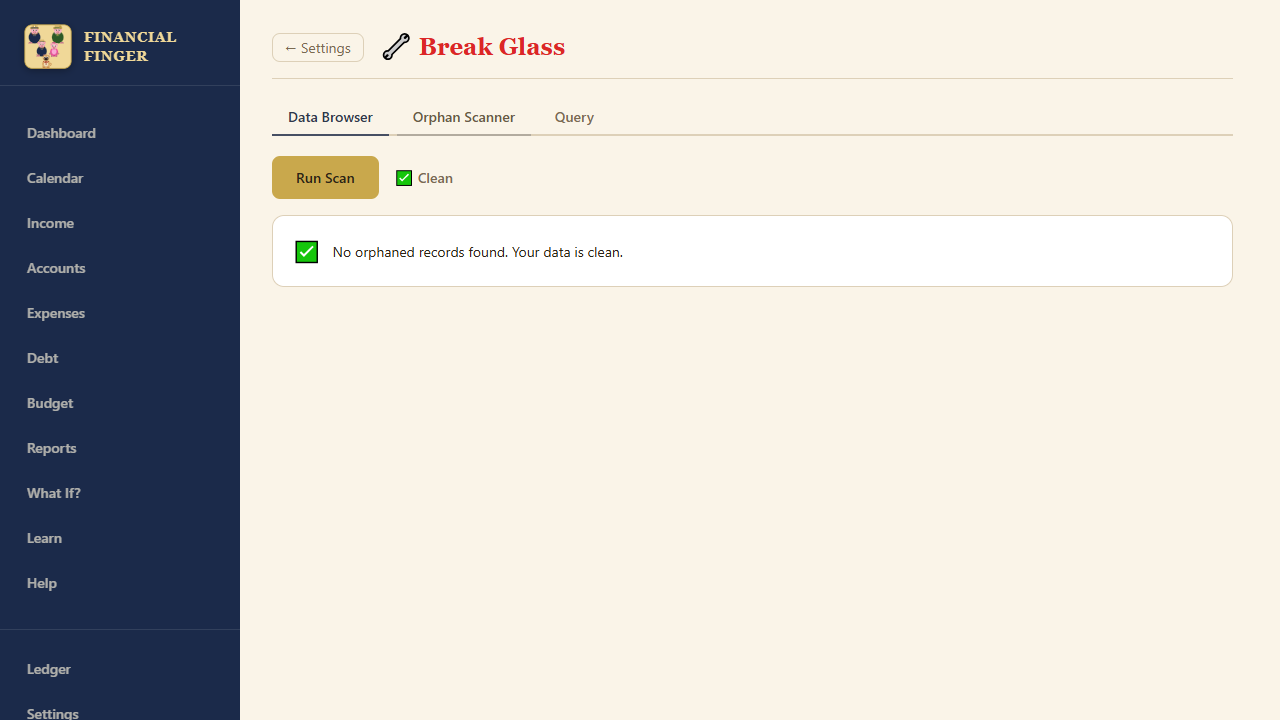 FINANCIAL
FINGER
Dashboard
Calendar
Income
Accounts
Expenses
Debt
Budget
Reports
What If?
Learn
Help
Ledger
Settings
← Settings
Break Glass
Data Browser
Orphan Scanner
Query
Run Scan
Clean
No orphaned records found. Your data is clean.